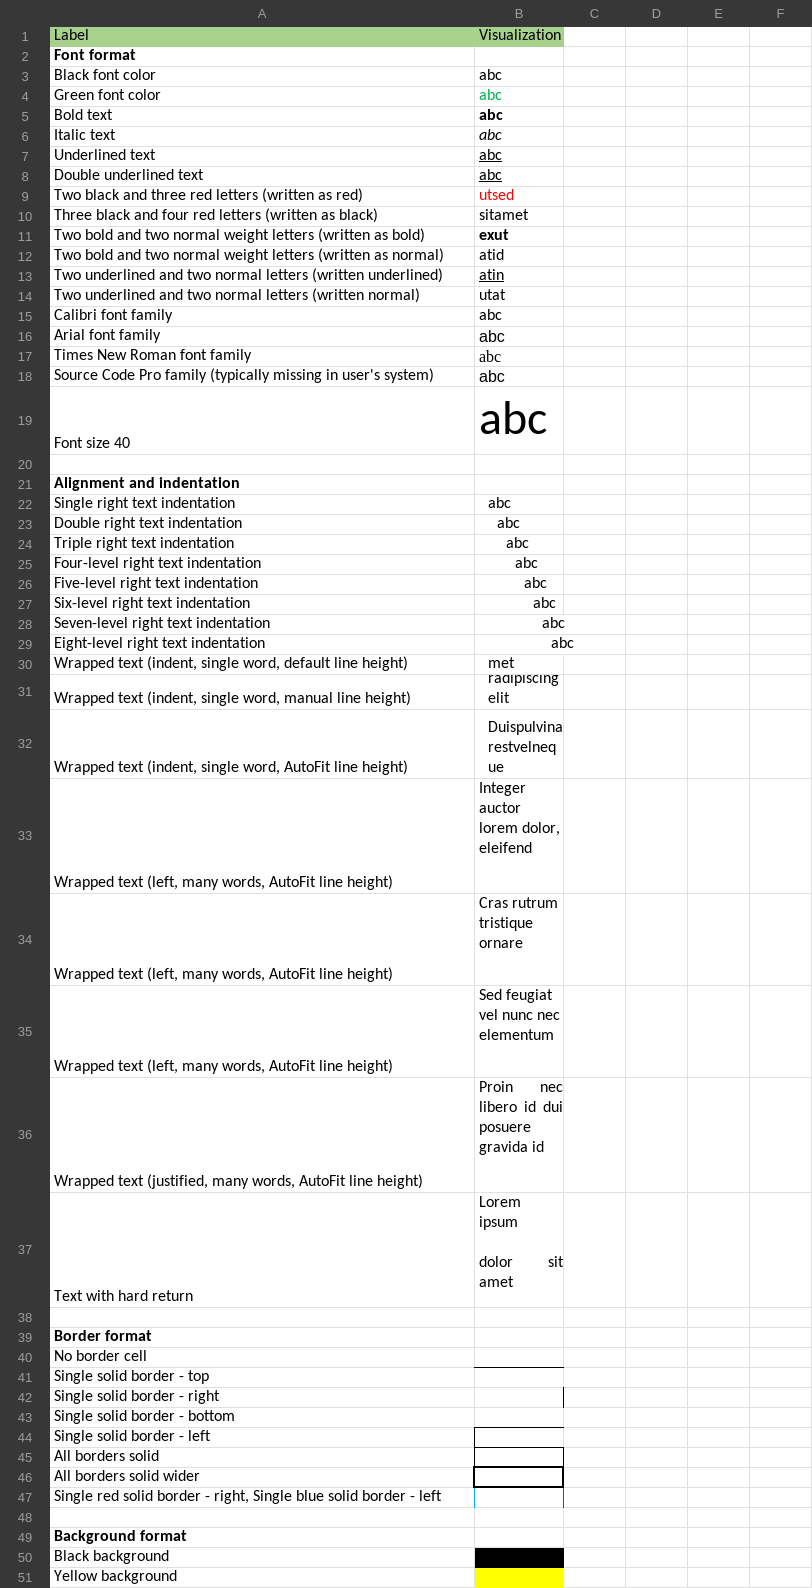 A B C D E F
1 Label Visualization
2 Font format
3 Black font color abc
4 Green font color abc
5 Bold text abc
6 Italic text abc
7 Underlined text abc
8 Double underlined text abc
9 Two black and three red letters (written as red) utsed
10 Three black and four red letters (written as black) sitamet
11 Two bold and two normal weight letters (written as bold) exut
12 Two bold and two normal weight letters (written as normal) atid
13 Two underlined and two normal letters (written underlined) atin
14 Two underlined and two normal letters (written normal) utat
15 Calibri font family abc
16 Arial font family abc
17 Times New Roman font family abc
18 Source Code Pro family (typically missing in user's system) abc
19 Font size 40 abc
20
21 Alignment and indentation
22 Single right text indentation abc
23 Double right text indentation abc
24 Triple right text indentation abc
25 Four-level right text indentation abc
26 Five-level right text indentation abc
27 Six-level right text indentation abc
28 Seven-level right text indentation abc
29 Eight-level right text indentation abc
30 Wrapped text (indent, single word, default line height) met
31 Wrapped text (indent, single word, manual line height) radipiscing
elit
32 Wrapped text (indent, single word, AutoFit line height) Duispulvina
restvelneq
ue
33 Wrapped text (left, many words, AutoFit line height) Integer
auctor
lorem dolor,
eleifend
34 Wrapped text (left, many words, AutoFit line height) Cras rutrum
tristique
ornare
35 Wrapped text (left, many words, AutoFit line height) Sed feugiat
vel nunc nec
elementum
36 Wrapped text (justified, many words, AutoFit line height) Proin nec
libero id dui
posuere
gravida id
37 Text with hard return Lorem
ipsum
dolor sit
amet
38
39 Border format
40 No border cell
41 Single solid border - top
42 Single solid border - right
43 Single solid border - bottom
44 Single solid border - left
45 All borders solid
46 All borders solid wider
47 Single red solid border - right, Single blue solid border - left
48
49 Background format
50 Black background
51 Yellow background